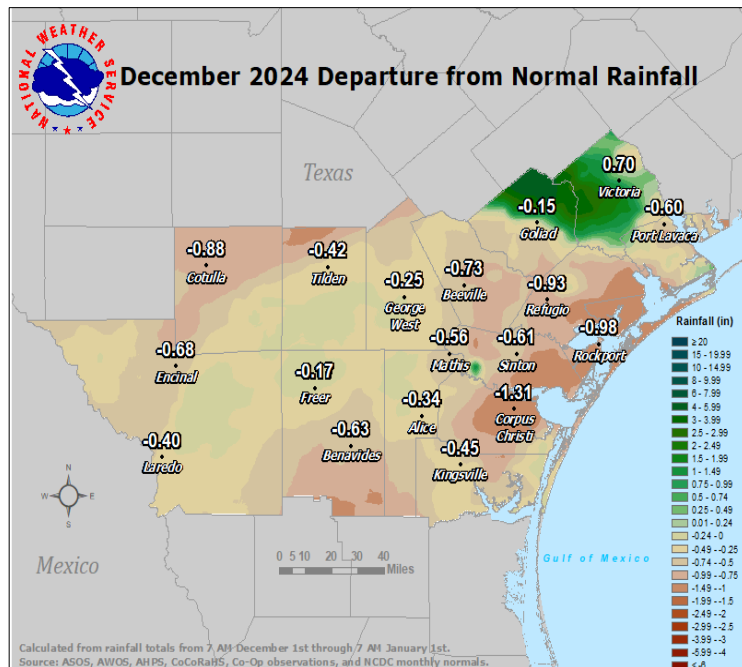 NATIONAL WEATHER SERVICE
December 2024 Departure from Normal Rainfall
Texas
0.70
Victoria
-0.15
Goliad
-0.60
Port Lavaca
-0.88
Cotulla
-0.42
Tilden
-0.25
George
West
-0.73
Beeville
-0.93
Refugio
-0.98
Rockport
-0.68
Encinal
-0.56
Mathis
-0.61
Sinton
-0.17
Freer
-0.34
Alice
-1.31
Corpus
Christi
-0.40
Laredo
-0.63
Benavides
-0.45
Kingsville
N
W E
S
Mexico
0 5 10 20 30 40
Miles
Gulf of Mexico
Rainfall (in)
≥20
15 - 19.99
10 - 14.99
8 - 9.99
6 - 7.99
4 - 5.99
3 - 3.99
2.5 - 2.99
2 - 2.49
1.5 - 1.99
1 - 1.49
0.75 - 0.99
0.5 - 0.74
0.25 - 0.49
0.01 - 0.24
-0.24 - 0
-0.49 --0.25
-0.74 --0.5
-0.99 --0.75
-1.49 --1
-1.99 --1.5
-2.49 --2
-2.99 --2.5
-3.99 --3
-5.99 --4
Calculated from rainfall totals from 7 AM December 1st through 7 AM January 1st.
Source: ASOS, AWOS, AHPS, CoCoRaHS, Co-Op observations, and NCDC monthly normals.